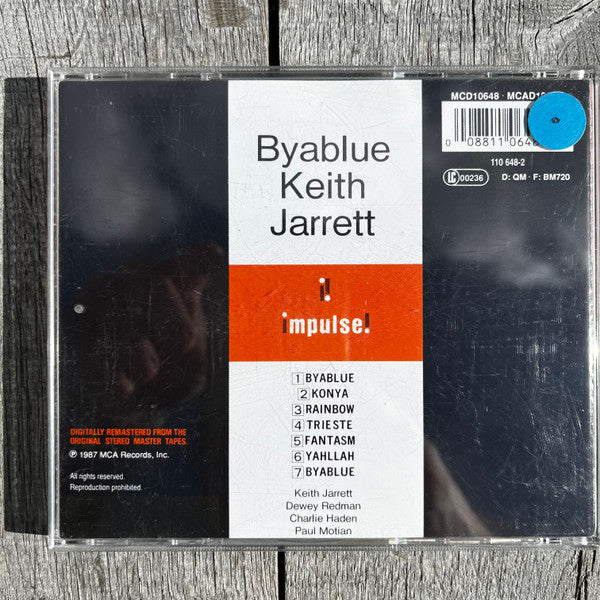 MCD10648 · MCAD10
0 08811 064
110 648-2
LC 00236 D: QM · F: BM720
Byablue
Keith
Jarrett
i!
impulse!
1 BYABLUE
2 KONYA
3 RAINBOW
4 TRIESTE
5 FANTASM
6 YAHLLAH
7 BYABLUE
Keith Jarrett
Dewey Redman
Charlie Haden
Paul Motian
DIGITALLY REMASTERED FROM THE
ORIGINAL STEREO MASTER TAPES.
℗ 1987 MCA Records, Inc.
All rights reserved.
Reproduction prohibited.